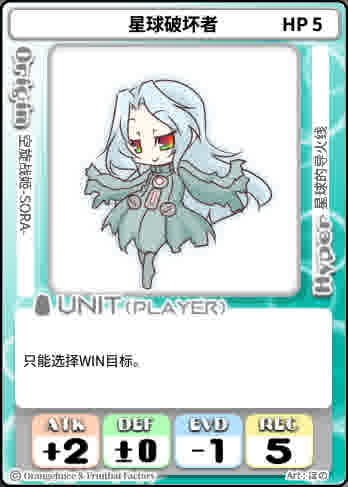 星球破坏者
HP 5
Origin
空旋战姬-SORA-
Hyper
星球的导火线
UNIT(PLAYER)
只能选择WIN目标。
ATK
+2
DEF
±0
EVD
-1
REC
5
© OrangeJuice & Fruitbat Factory
Art : ほの